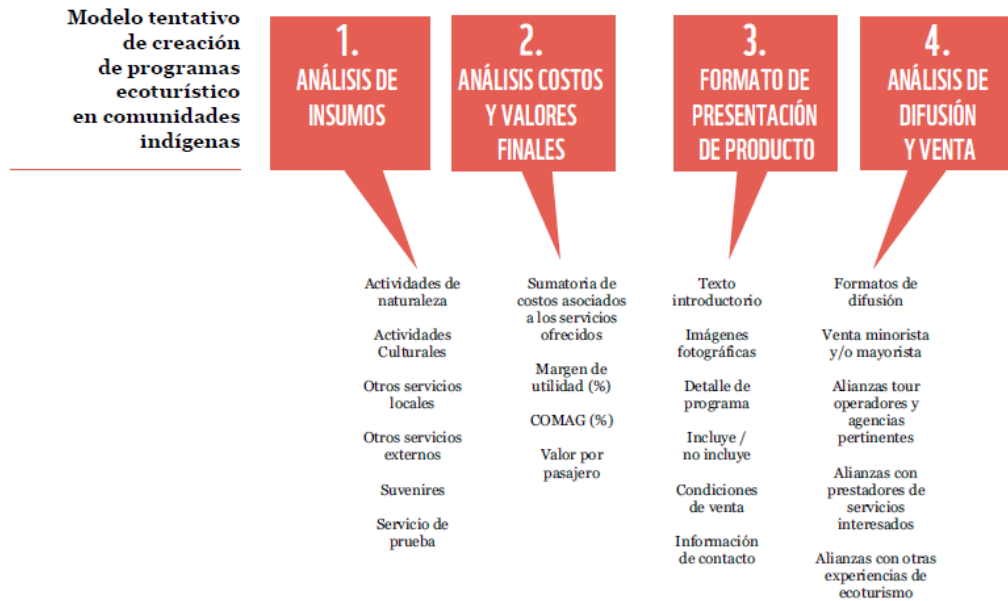 Modelo tentativo
de creación
de programas
ecoturístico
en comunidades
indígenas
1.
ANÁLISIS DE
INSUMOS
Actividades de
naturaleza
Actividades
Culturales
Otros servicios
locales
Otros servicios
externos
Suvenires
Servicio de
prueba
2.
ANÁLISIS COSTOS
Y VALORES
FINALES
Sumatoria de
costos asociados
a los servicios
ofrecidos
Margen de
utilidad (%)
COMAG (%)
Valor por
pasajero
3.
FORMATO DE
PRESENTACIÓN
DE PRODUCTO
Texto
introductorio
Imágenes
fotográficas
Detalle de
programa
Incluye /
no incluye
Condiciones
de venta
Información
de contacto
4.
ANÁLISIS DE
DIFUSIÓN
Y VENTA
Formatos de
difusión
Venta minorista
y/o mayorista
Alianzas tour
operadores y
agencias
pertinentes
Alianzas con
prestadores de
servicios
interesados
Alianzas con otras
experiencias de
ecoturismo